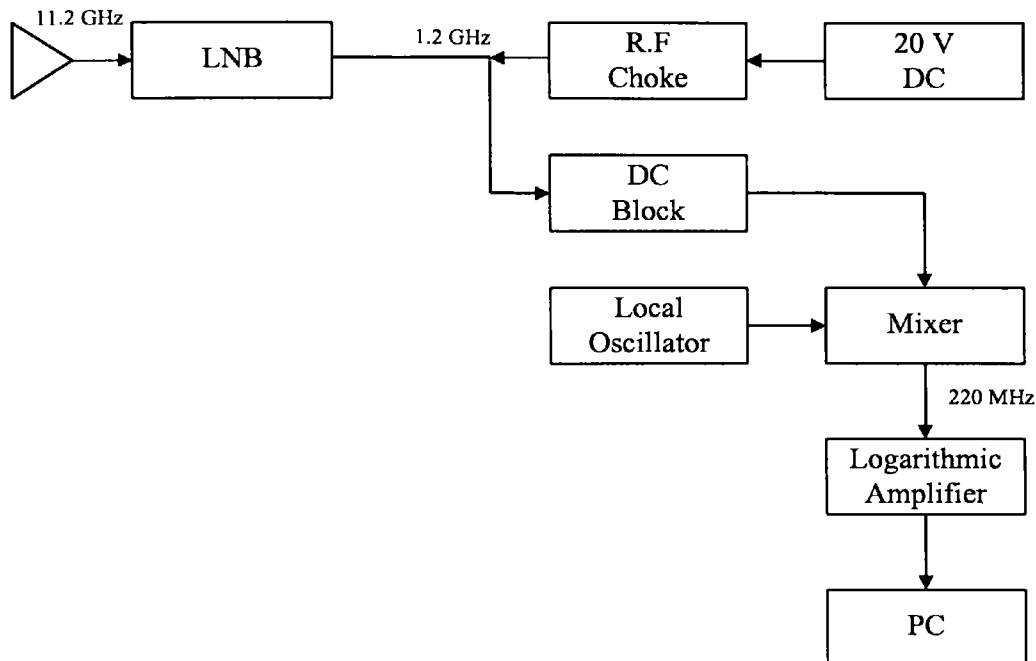 11.2 GHz
LNB
1.2 GHz
R.F
Choke
20 V
DC
DC
Block
Local
Oscillator
Mixer
220 MHz
Logarithmic
Amplifier
PC